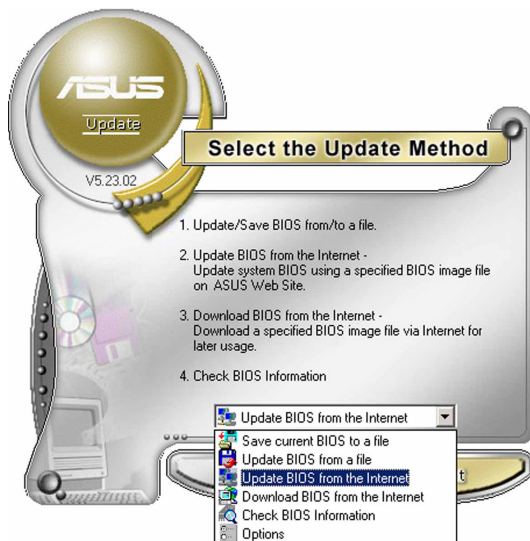 ASUS
Update
V5.23.02
Select the Update Method
1. Update/Save BIOS from/to a file.
2. Update BIOS from the Internet -
Update system BIOS using a specified BIOS image file
on ASUS Web Site.
3. Download BIOS from the Internet -
Download a specified BIOS image file via Internet for
later usage.
4. Check BIOS Information
Update BIOS from the Internet
Save current BIOS to a file
Update BIOS from a file
Update BIOS from the Internet
Download BIOS from the Internet
Check BIOS Information
Options